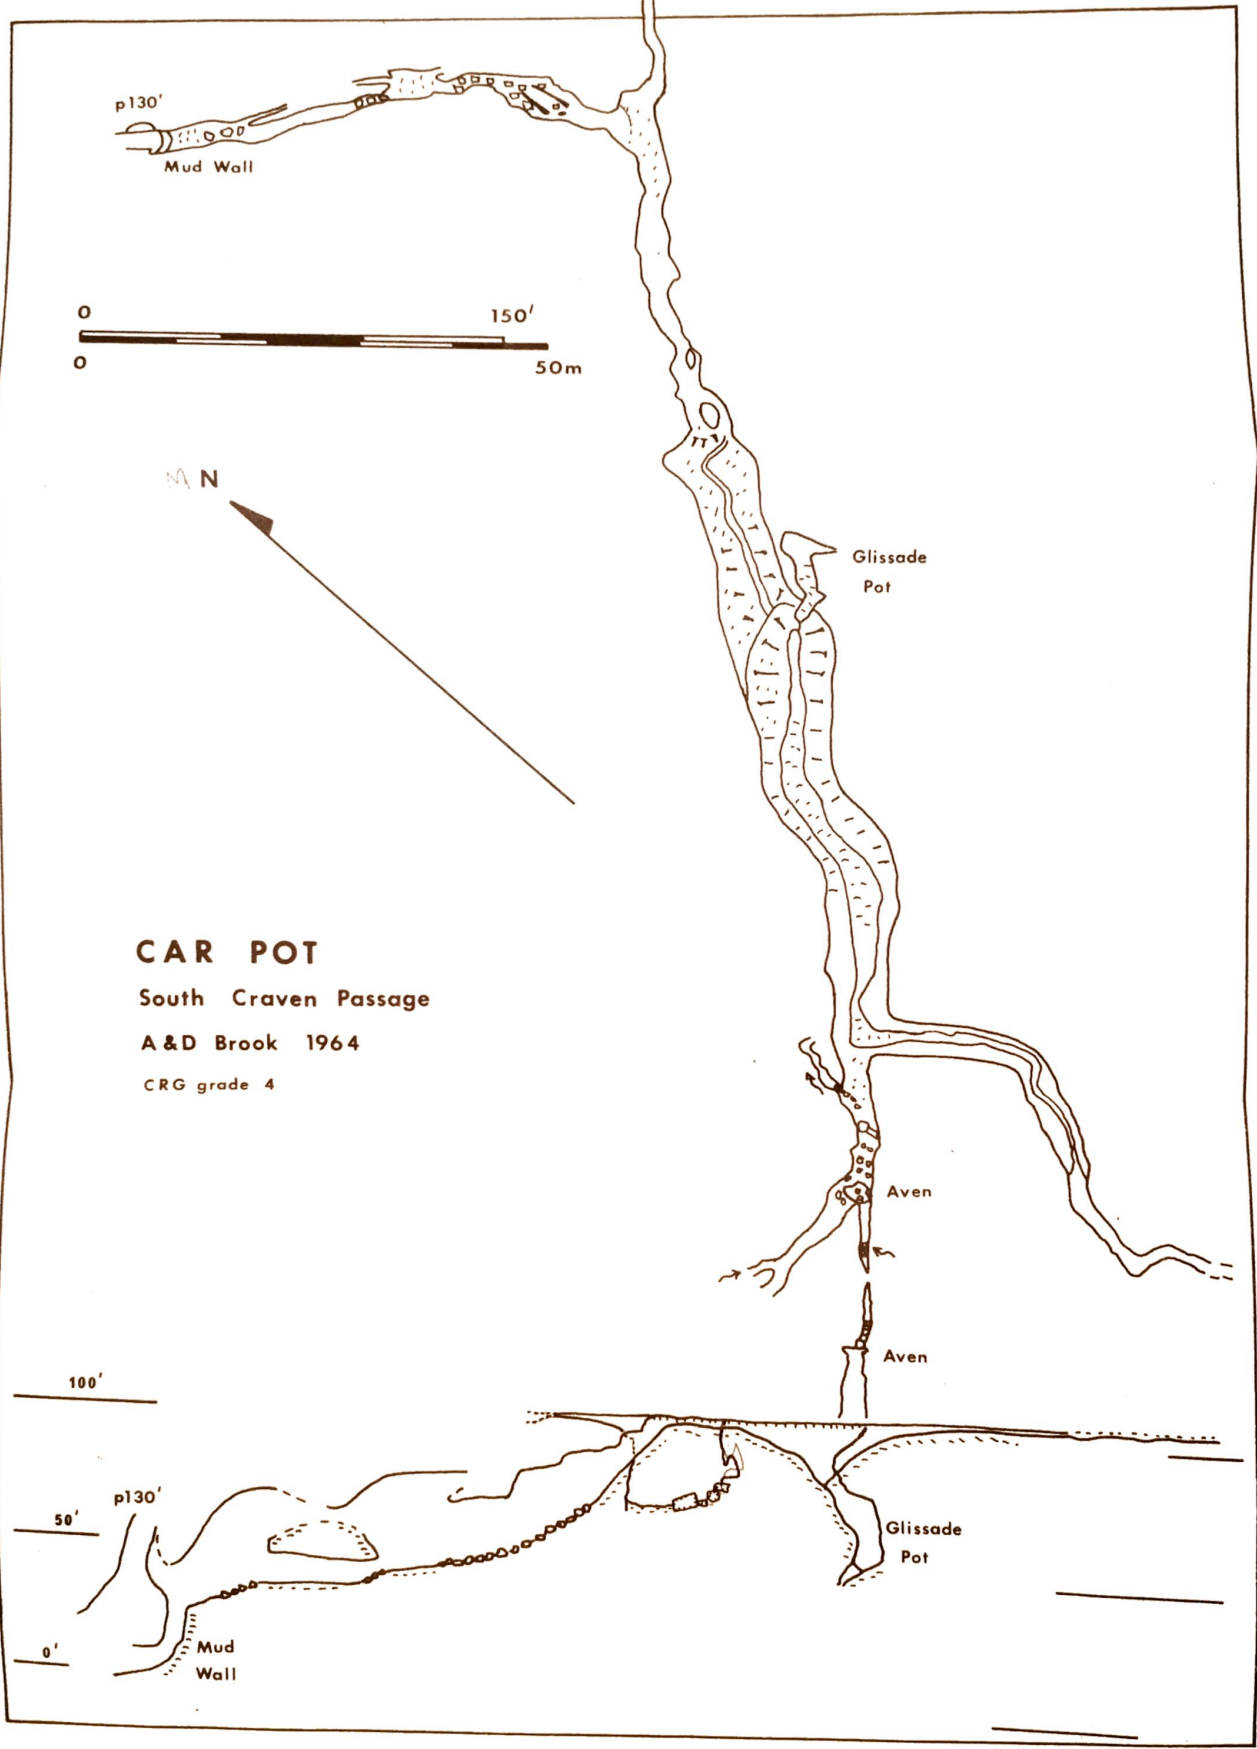 p130'
Mud Wall
0 150'
0 50m
M N
Glissade
Pot
CAR POT
South Craven Passage
A & D Brook 1964
CRG grade 4
Aven
Aven
100'
p130'
50'
Glissade
Pot
0'
Mud
Wall